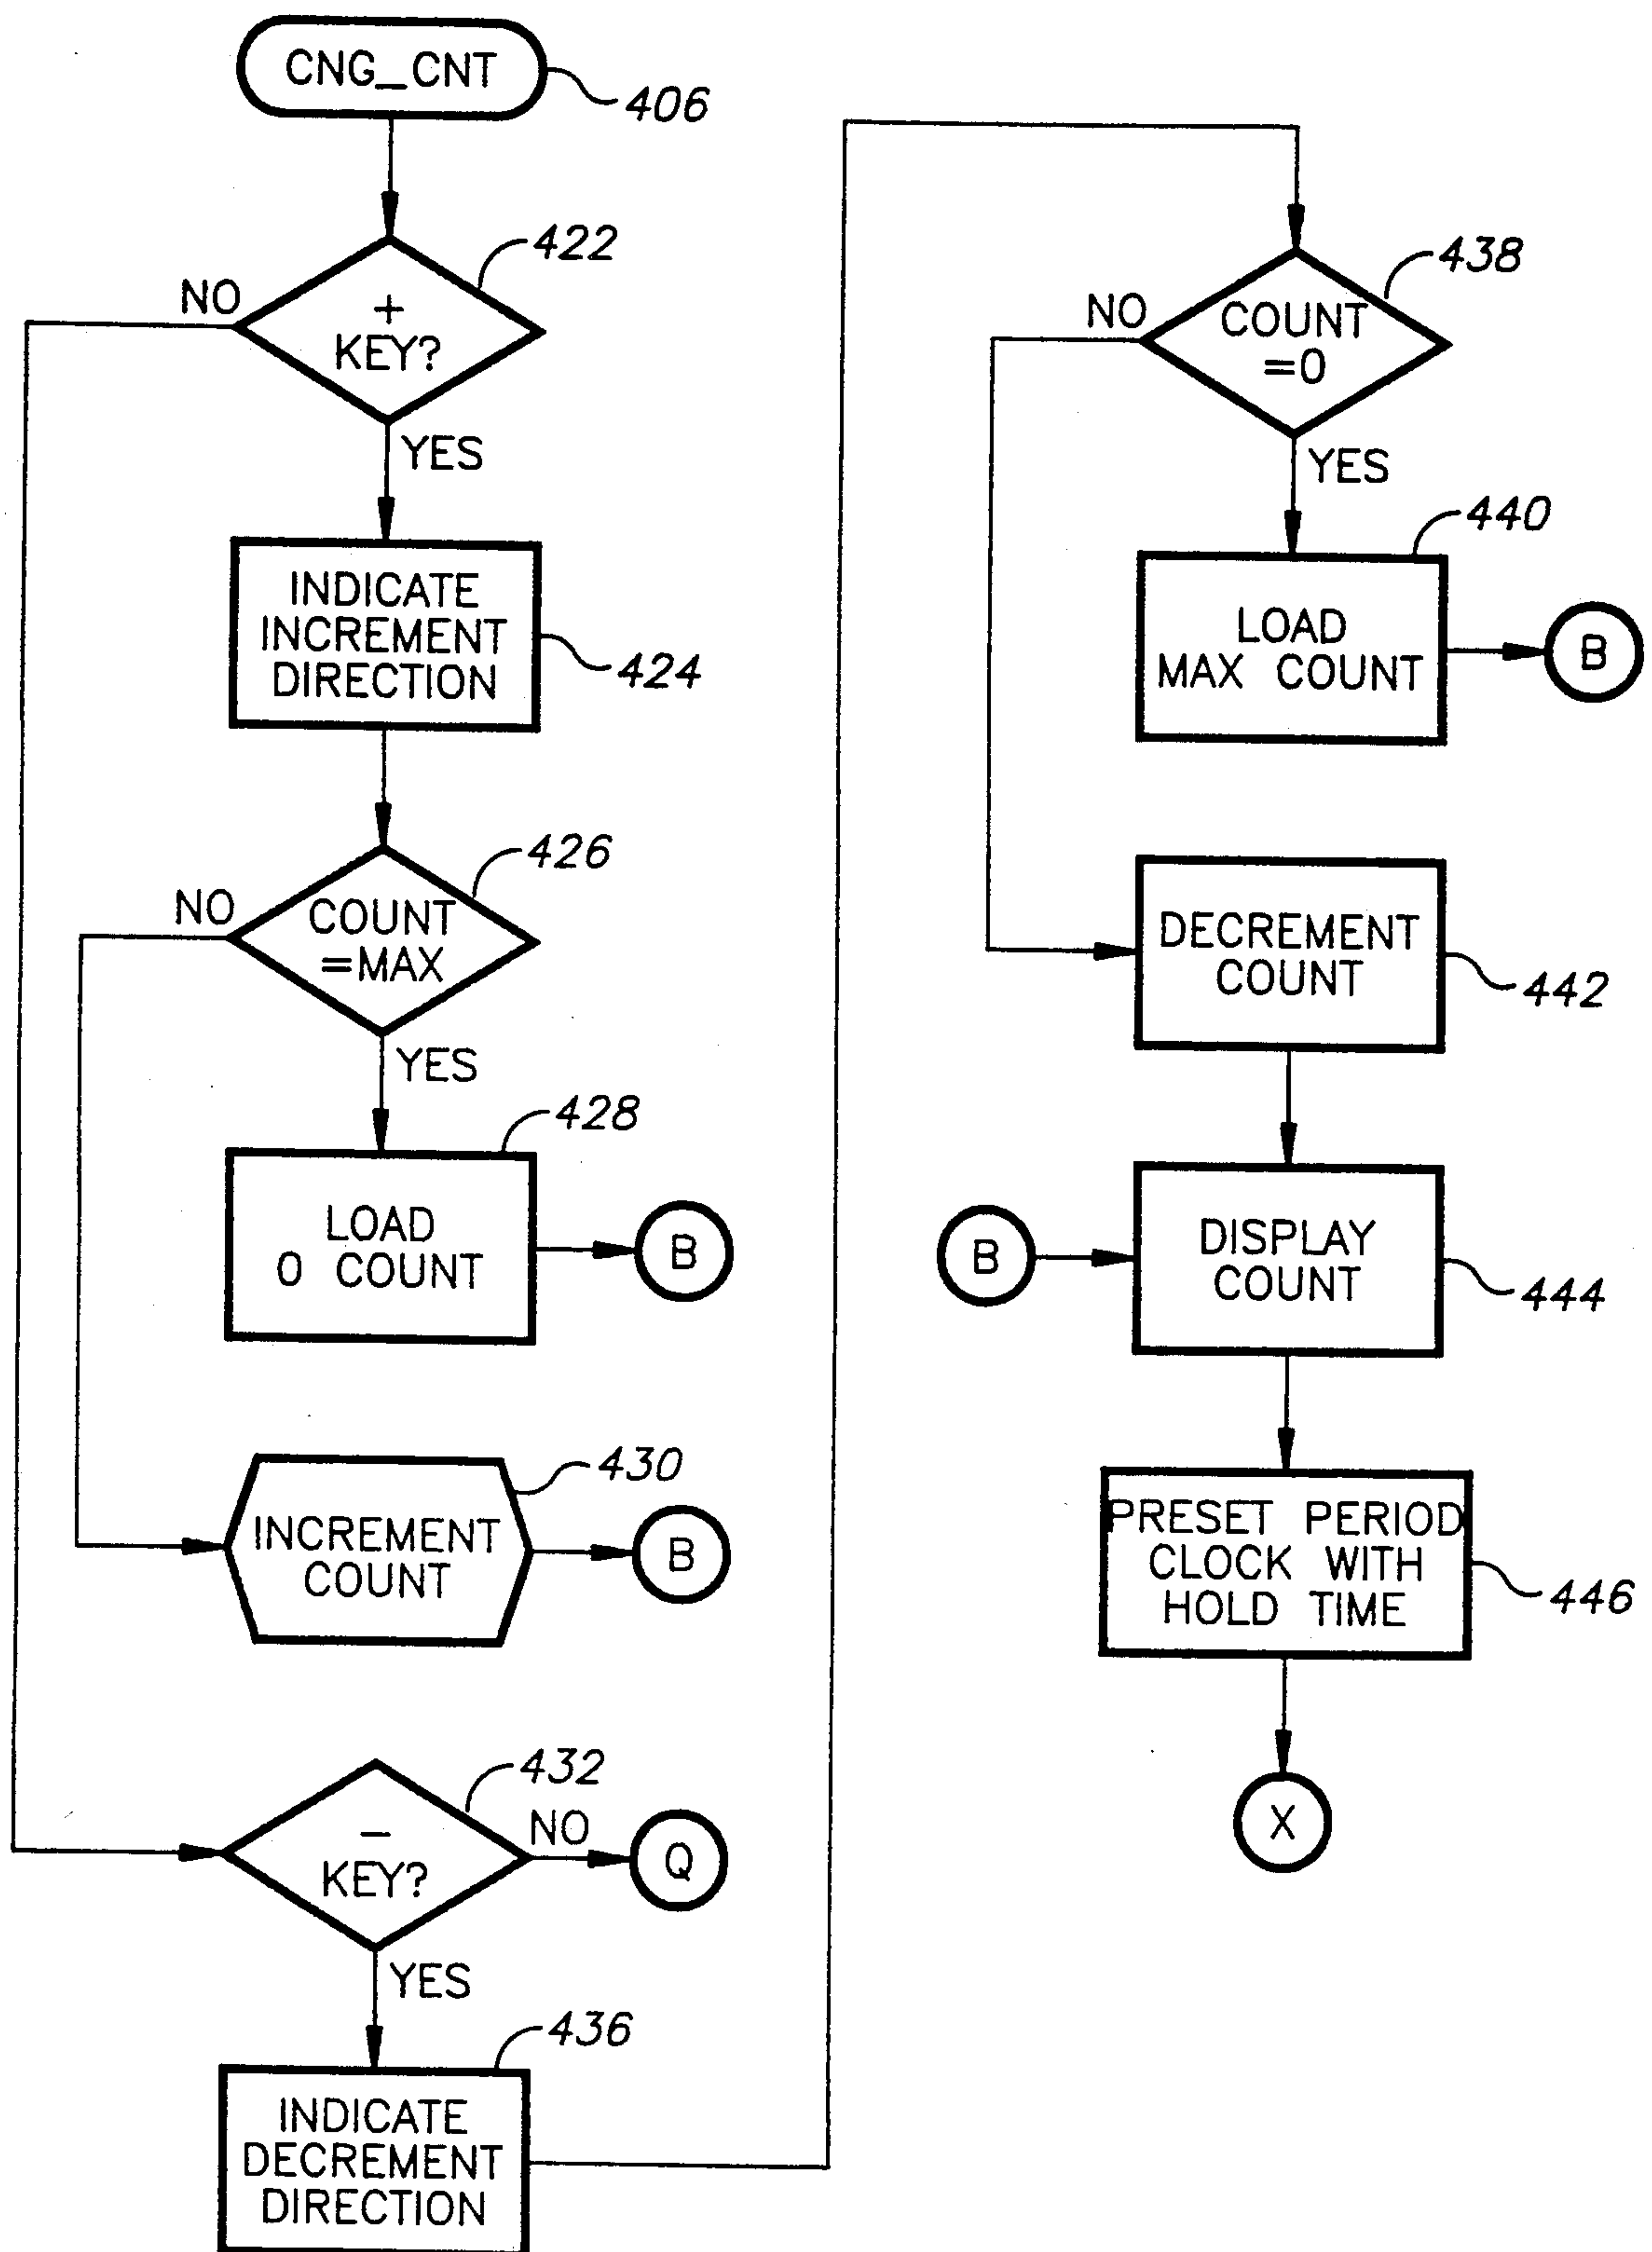 CNG_CNT
406
422
+
KEY?
NO
YES
INDICATE
INCREMENT
DIRECTION
424
426
NO
COUNT
=MAX
YES
428
LOAD
0 COUNT
B
430
INCREMENT
COUNT
B
432
-
KEY?
NO
Q
YES
436
INDICATE
DECREMENT
DIRECTION
438
NO
COUNT
=0
YES
440
LOAD
MAX COUNT
B
DECREMENT
COUNT
442
B
DISPLAY
COUNT
444
PRESET PERIOD
CLOCK WITH
HOLD TIME
446
X